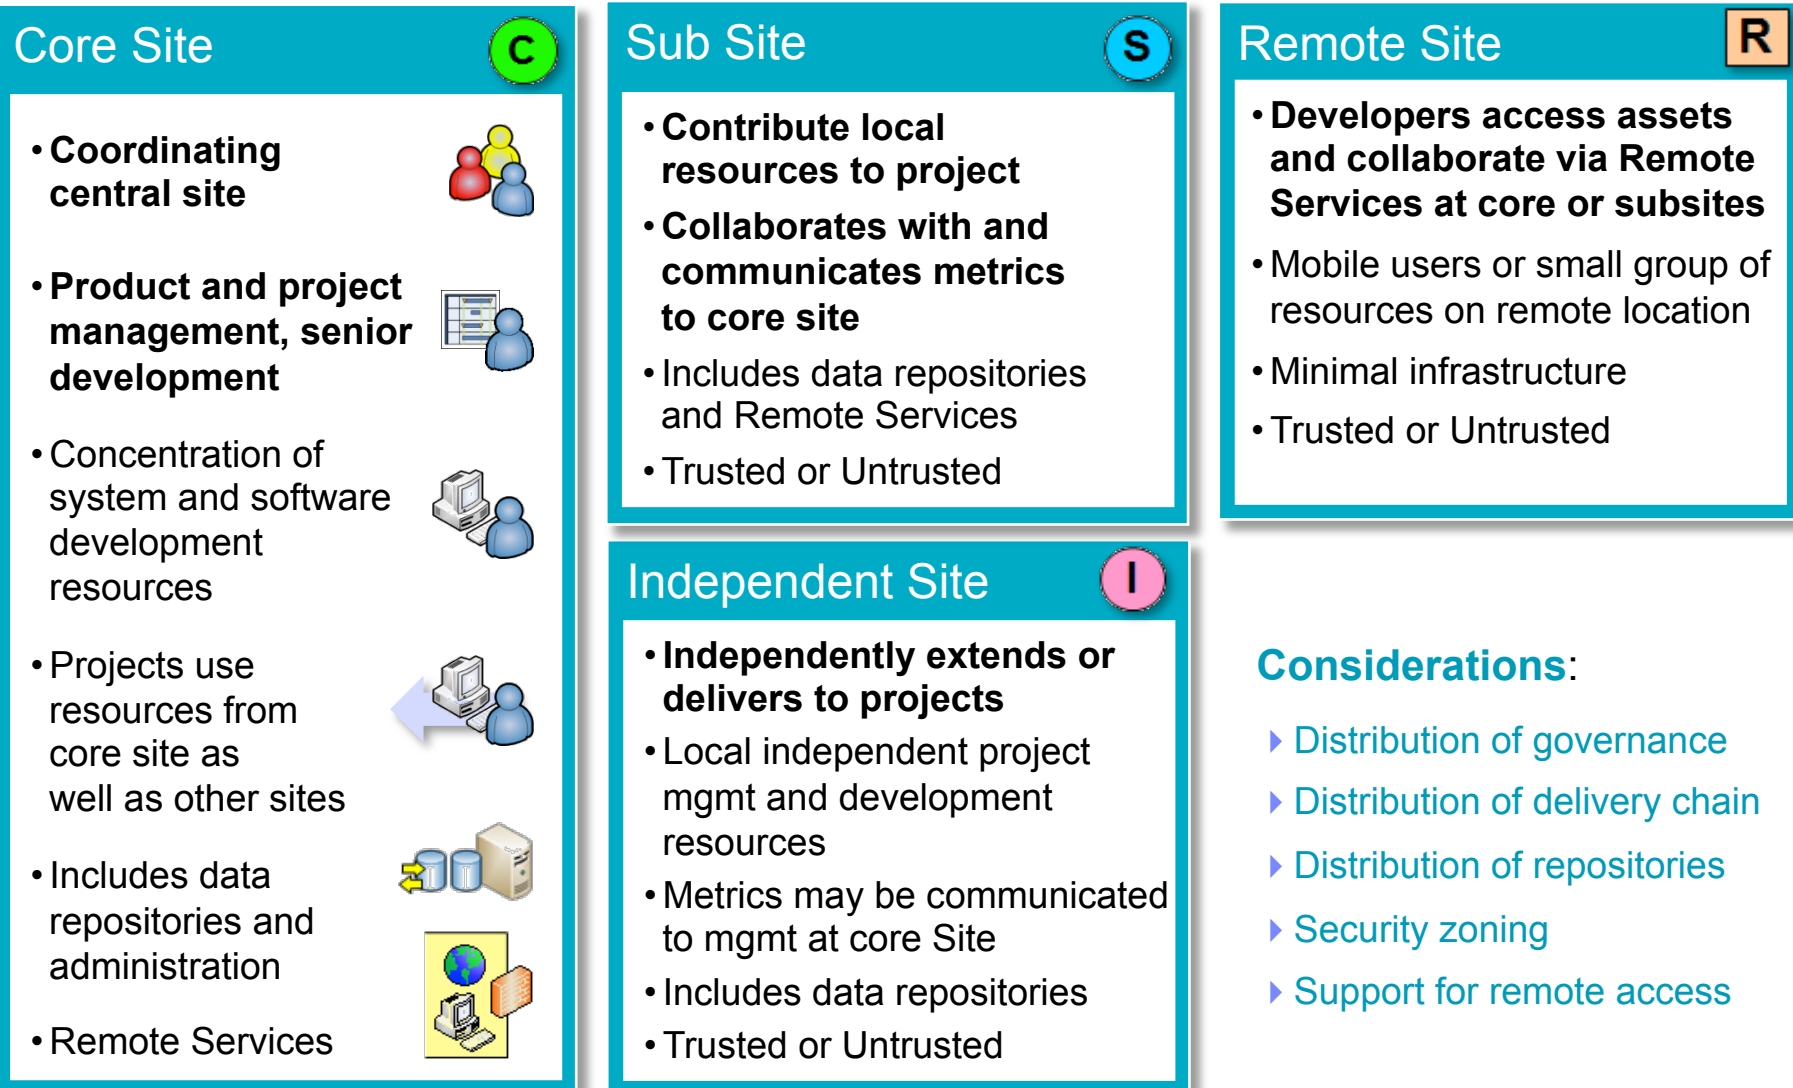 Core Site
C
• Coordinating
central site
• Product and project
management, senior
development
• Concentration of
system and software
development
resources
• Projects use
resources from
core site as
well as other sites
• Includes data
repositories and
administration
• Remote Services
Sub Site
S
• Contribute local
resources to project
• Collaborates with and
communicates metrics
to core site
• Includes data repositories
and Remote Services
• Trusted or Untrusted
Independent Site
I
• Independently extends or
delivers to projects
• Local independent project
mgmt and development
resources
• Metrics may be communicated
to mgmt at core Site
• Includes data repositories
• Trusted or Untrusted
Remote Site
R
• Developers access assets
and collaborate via Remote
Services at core or subsites
• Mobile users or small group of
resources on remote location
• Minimal infrastructure
• Trusted or Untrusted
Considerations:
Distribution of governance
Distribution of delivery chain
Distribution of repositories
Security zoning
Support for remote access